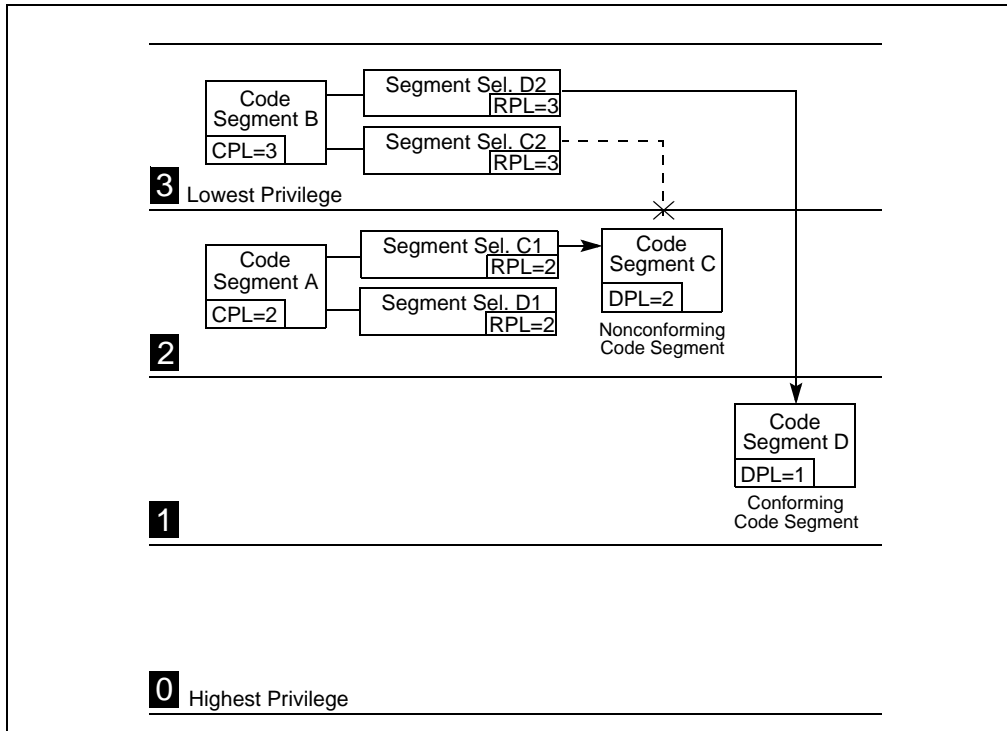 Code
Segment B
CPL=3
Segment Sel. D2
RPL=3
Segment Sel. C2
RPL=3
3 Lowest Privilege
Code
Segment A
CPL=2
Segment Sel. C1
RPL=2
Segment Sel. D1
RPL=2
Code
Segment C
DPL=2
Nonconforming
Code Segment
2
Code
Segment D
DPL=1
Conforming
Code Segment
1
0 Highest Privilege